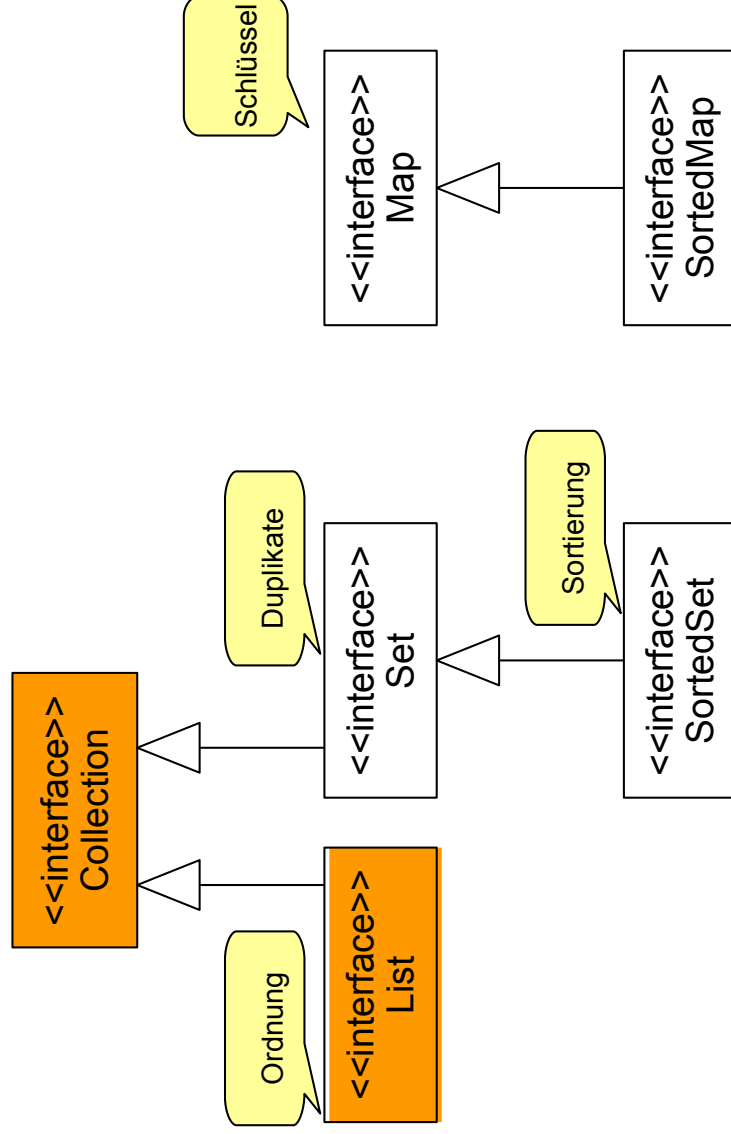 <<interface>>
Collection
Ordnung
Duplikate
Schlüssel
<<interface>>
List
<<interface>>
Set
<<interface>>
Map
Sortierung
<<interface>>
SortedSet
<<interface>>
SortedMap